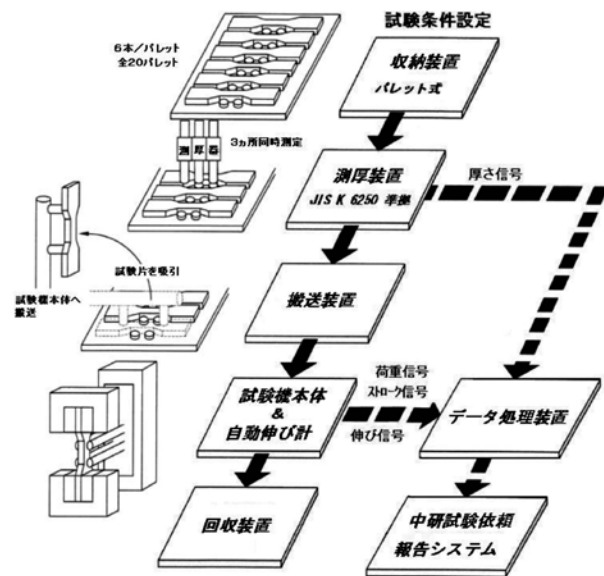 試験条件設定
6本/パレット
全20パレット
収納装置
パレット式
測厚器
3ヵ所同時測定
測厚装置
JIS K 6250 準拠
厚さ信号
試験片を吸引
試験機本体へ
搬送
搬送装置
荷重信号
ストローク信号
試験機本体
&
自動伸び計
伸び信号
データ処理装置
回収装置
中研試験依頼
報告システム